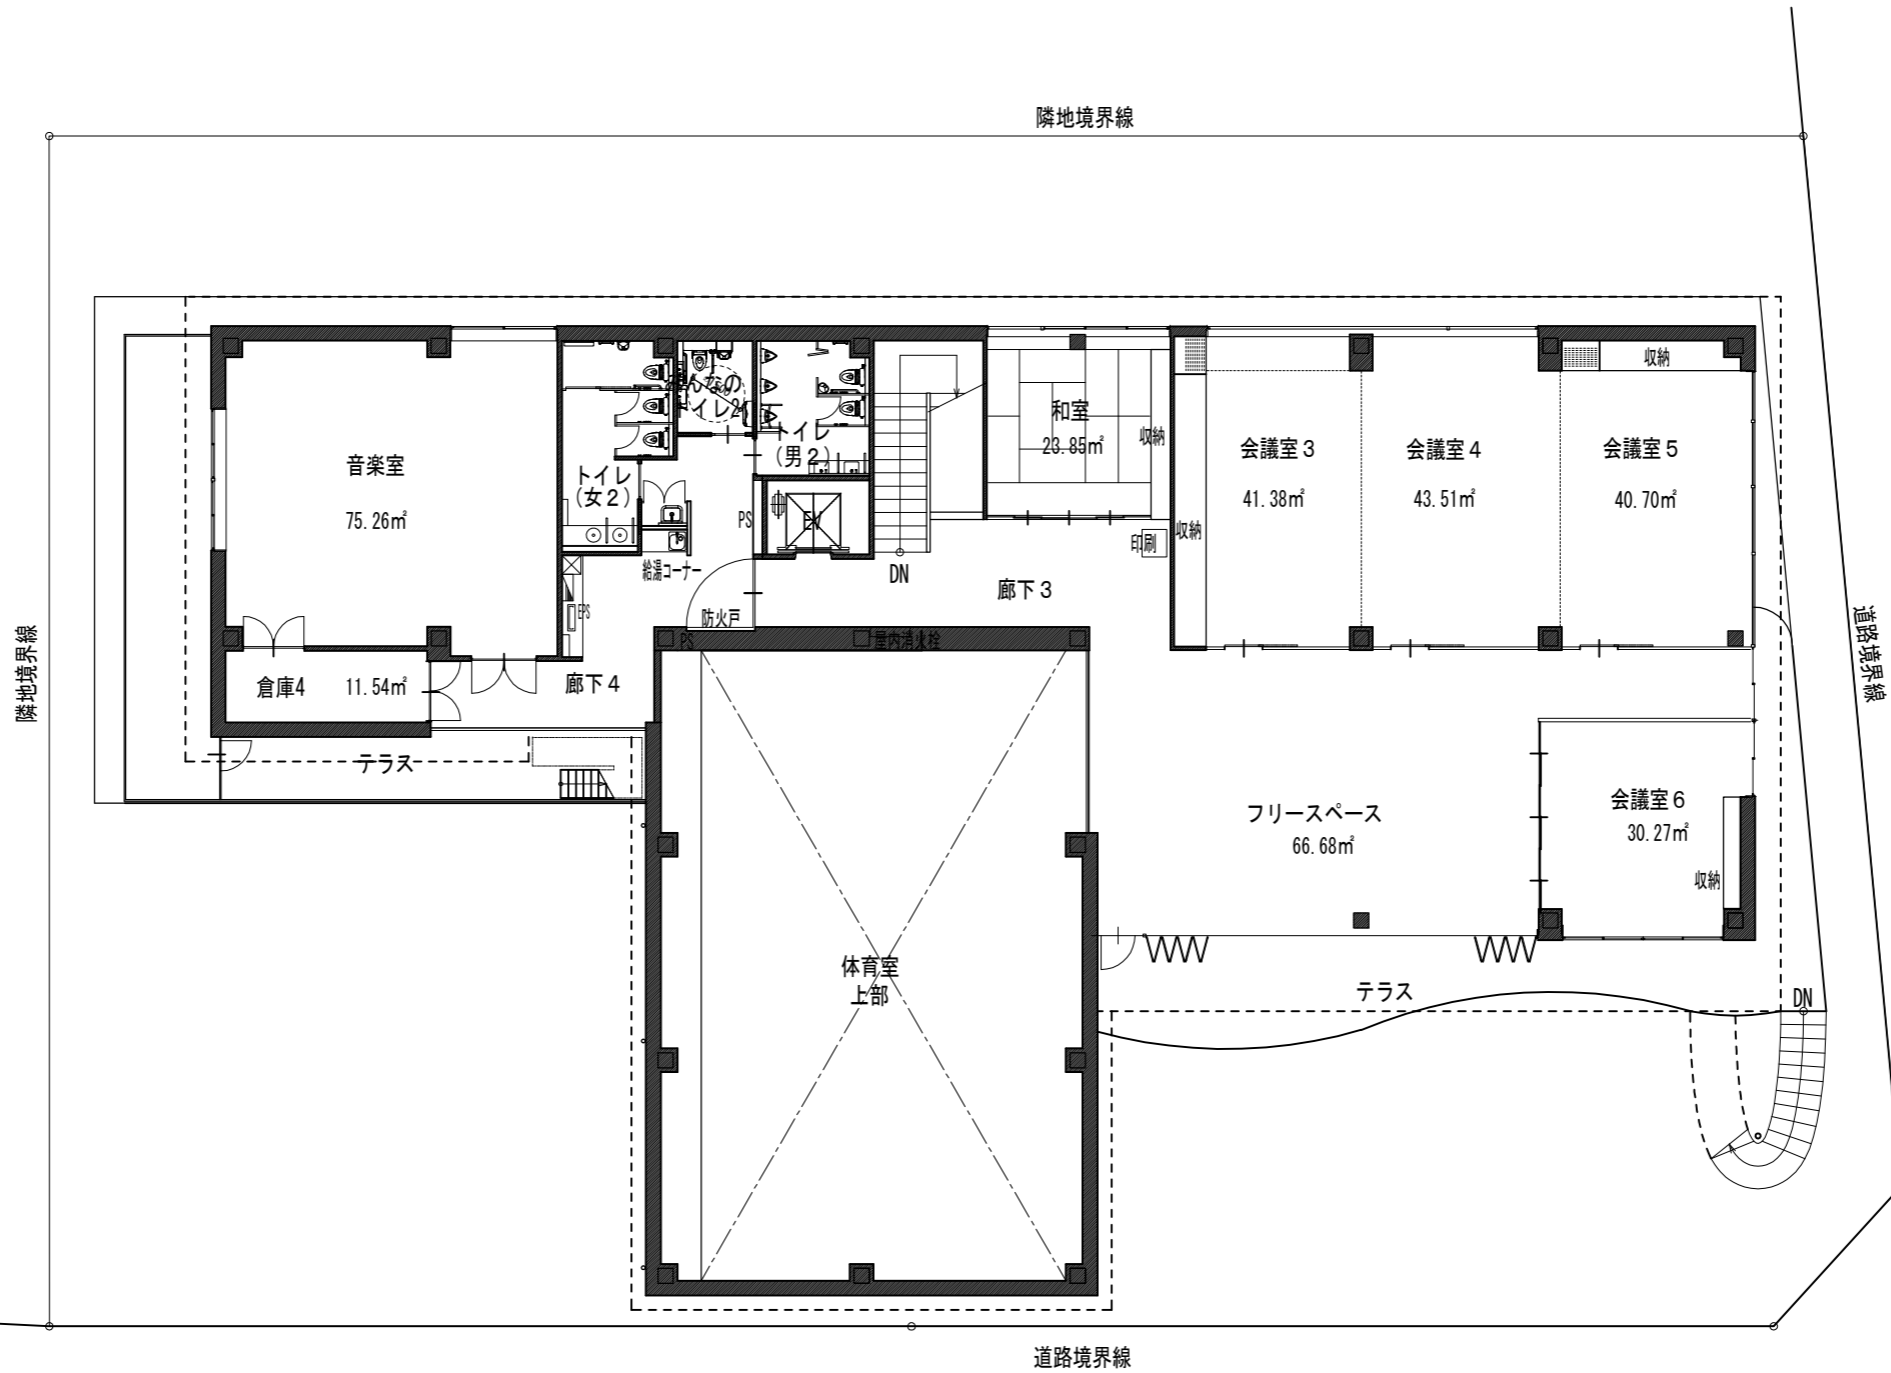 隣地境界線
隣地境界線
道路境界線
音楽室
75.26㎡
トイレ
(女2)
トイレ
(男2)
PS
EV
給湯コーナー
EPS
防火戸
PS
屋内消火栓
DN
廊下3
和室
23.85㎡
収納
印刷
収納
会議室3
41.38㎡
会議室4
43.51㎡
収納
会議室5
40.70㎡
倉庫4 11.54㎡
廊下4
テラス
フリースペース
66.68㎡
会議室6
30.27㎡
収納
体育室
上部
テラス
DN
道路境界線